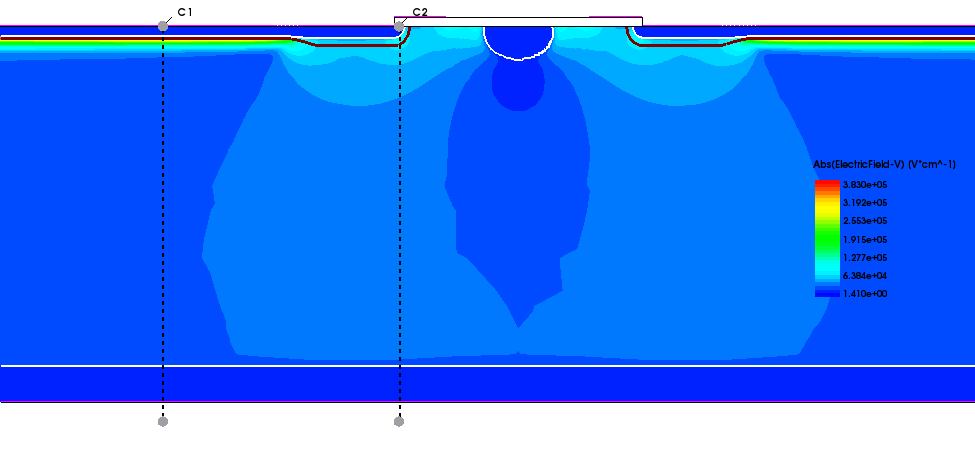 C1
C2
Abs(ElectricField-V) (V*cm^-1)
3.830e+05
3.192e+05
2.553e+05
1.915e+05
1.277e+05
6.384e+04
1.410e+00